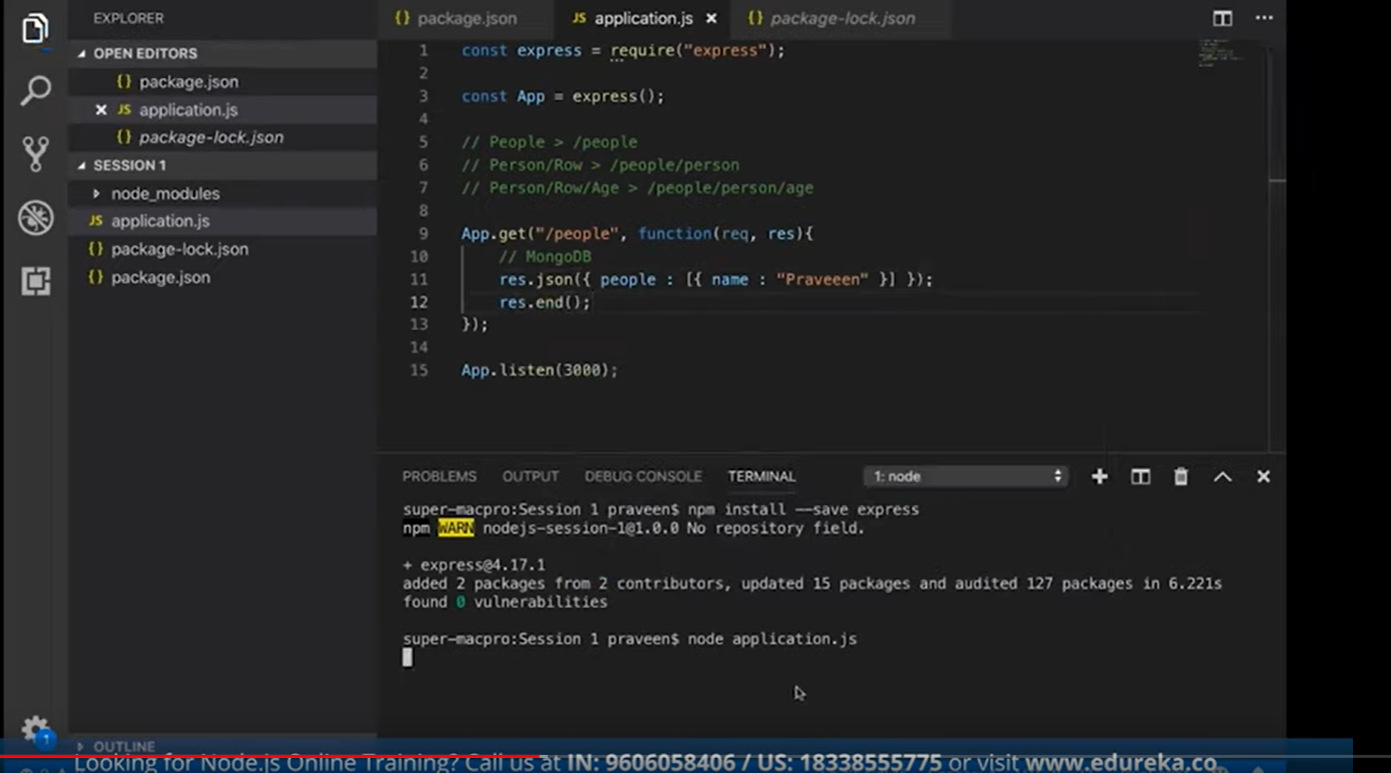 EXPLORER
OPEN EDITORS
{} package.json
JS application.js
{} package-lock.json
SESSION 1
node_modules
JS application.js
{} package-lock.json
{} package.json
OUTLINE
1
{} package.json
JS application.js
{} package-lock.json
1 const express = require("express");
2
3 const App = express();
4
5 // People > /people
6 // Person/Row > /people/person
7 // Person/Row/Age > /people/person/age
8
9 App.get("/people", function(req, res){
10 // MongoDB
11 res.json({ people : [{ name : "Praveeen" }] });
12 res.end();
13 });
14
15 App.listen(3000);
PROBLEMS OUTPUT DEBUG CONSOLE TERMINAL 1: node
super-macpro:Session 1 praveen$ npm install --save express
npm WARN nodejs-session-1@1.0.0 No repository field.
+ express@4.17.1
added 2 packages from 2 contributors, updated 15 packages and audited 127 packages in 6.221s
found 0 vulnerabilities
super-macpro:Session 1 praveen$ node application.js
Looking for Node.js Online Training? Call us at IN: 9606058406 / US: 18338555775 or visit www.edureka.co